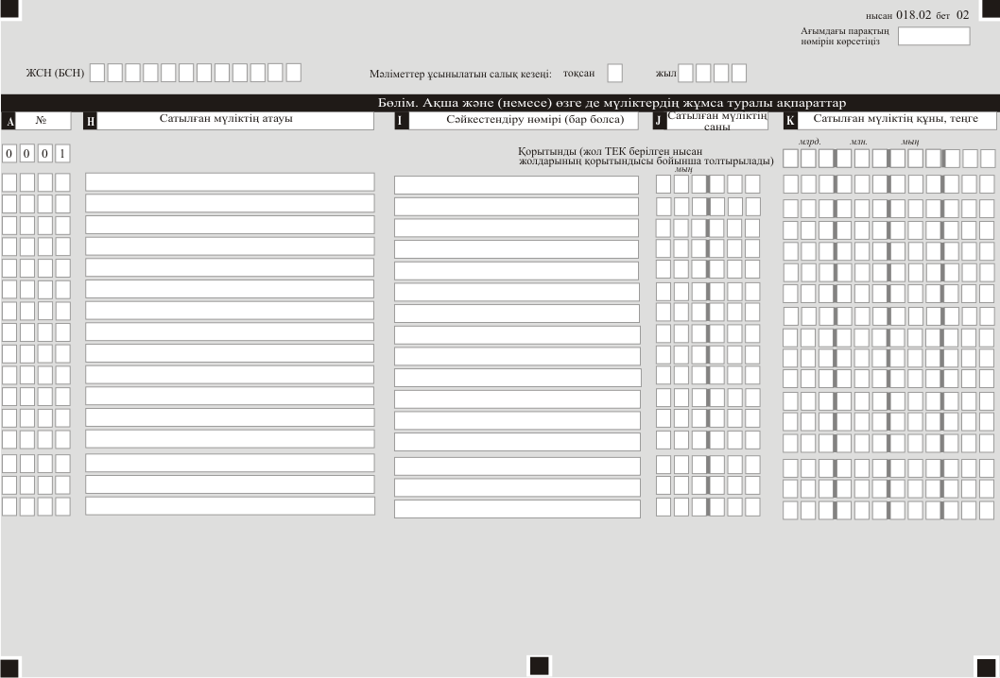 нысан 018.02 бет 02
Ағымдағы парақтың
нөмірін көрсетіңіз
ЖСН (БСН)
Мәліметтер ұсынылатын салық кезеңі: тоқсан жыл
Бөлім. Ақша және (немесе) өзге де мүліктердің жұмса туралы ақпараттар
A №
H Сатылған мүліктің атауы
I Сәйкестендіру нөмірі (бар болса)
J Сатылған мүліктің
саны
K Сатылған мүліктің құны, теңге
млрд. млн. мың
0 0 0 1
Қорытынды (жол ТЕК берілген нысан
жолдарының қорытындысы бойынша толтырылады)
мың